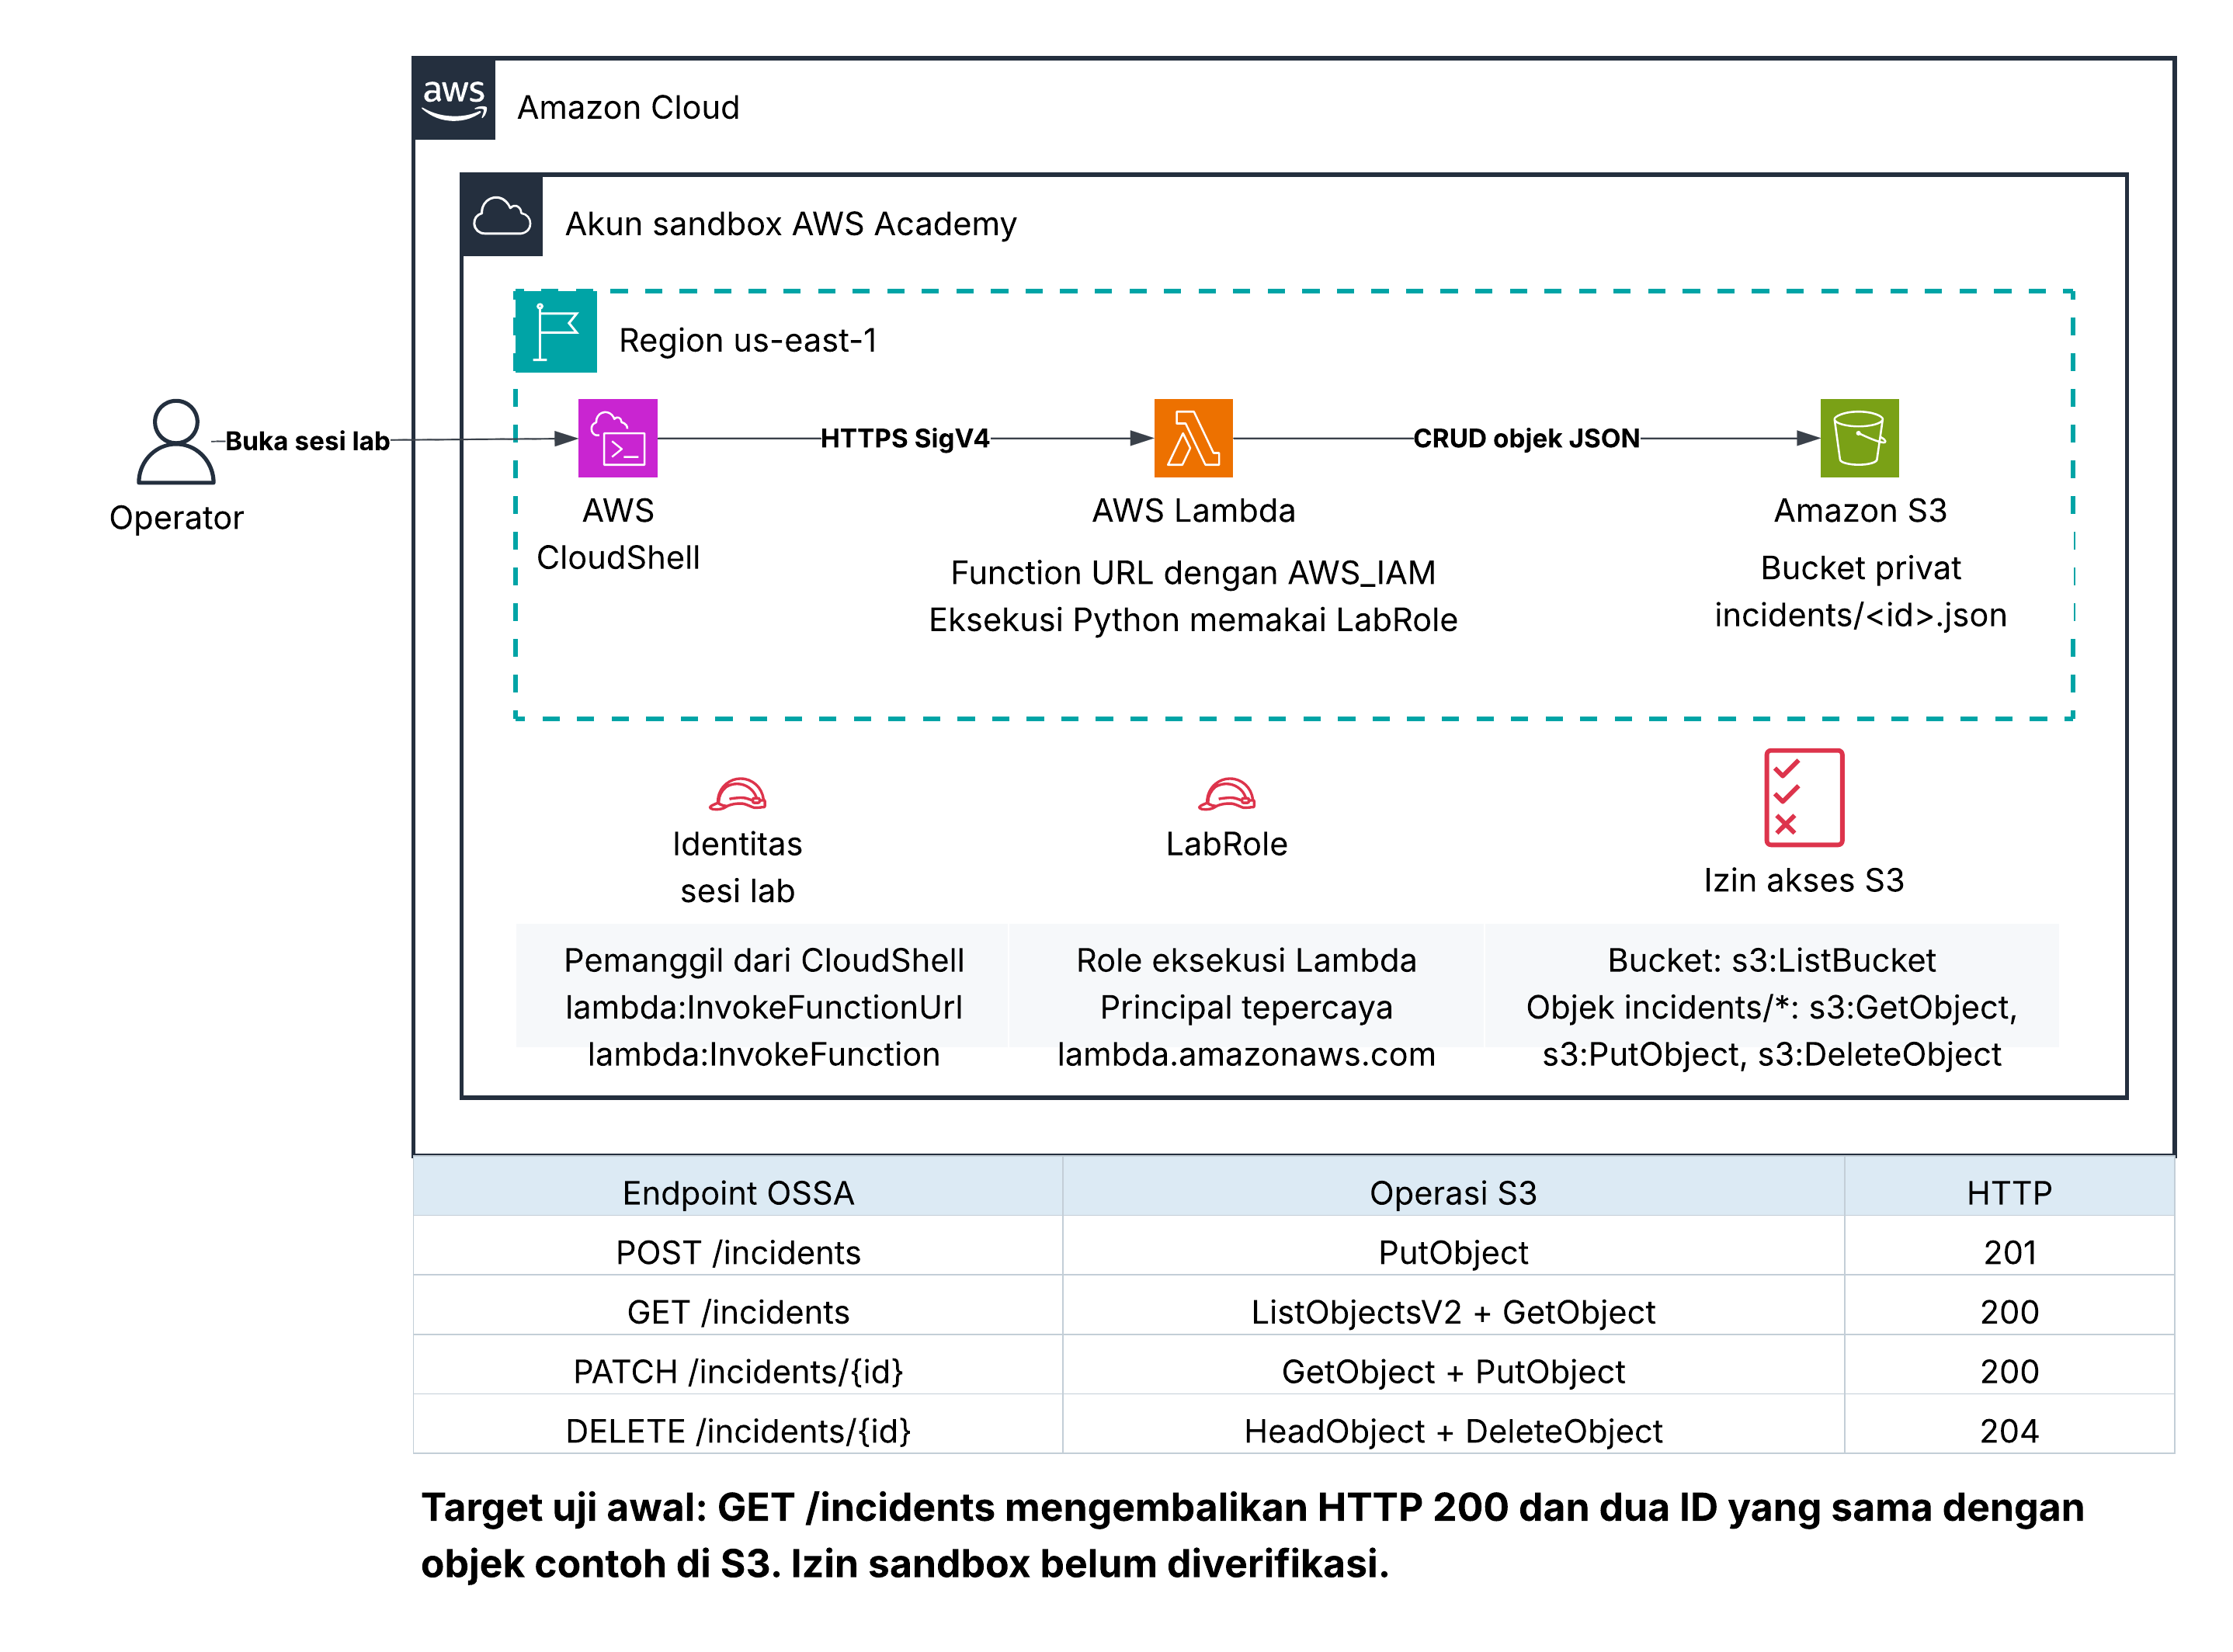 aws
Amazon Cloud
Akun sandbox AWS Academy
Region us-east-1
Buka sesi lab
HTTPS SigV4
CRUD objek JSON
Operator
AWS
CloudShell
AWS Lambda
Function URL dengan AWS_IAM
Eksekusi Python memakai LabRole
Amazon S3
Bucket privat
incidents/<id>.json
Identitas
sesi lab
LabRole
Izin akses S3
Pemanggil dari CloudShell
lambda:InvokeFunctionUrl
lambda:InvokeFunction
Role eksekusi Lambda
Principal tepercaya
lambda.amazonaws.com
Bucket: s3:ListBucket
Objek incidents/*: s3:GetObject,
s3:PutObject, s3:DeleteObject
Endpoint OSSA Operasi S3 HTTP
POST /incidents PutObject 201
GET /incidents ListObjectsV2 + GetObject 200
PATCH /incidents/{id} GetObject + PutObject 200
DELETE /incidents/{id} HeadObject + DeleteObject 204
Target uji awal: GET /incidents mengembalikan HTTP 200 dan dua ID yang sama dengan
objek contoh di S3. Izin sandbox belum diverifikasi.